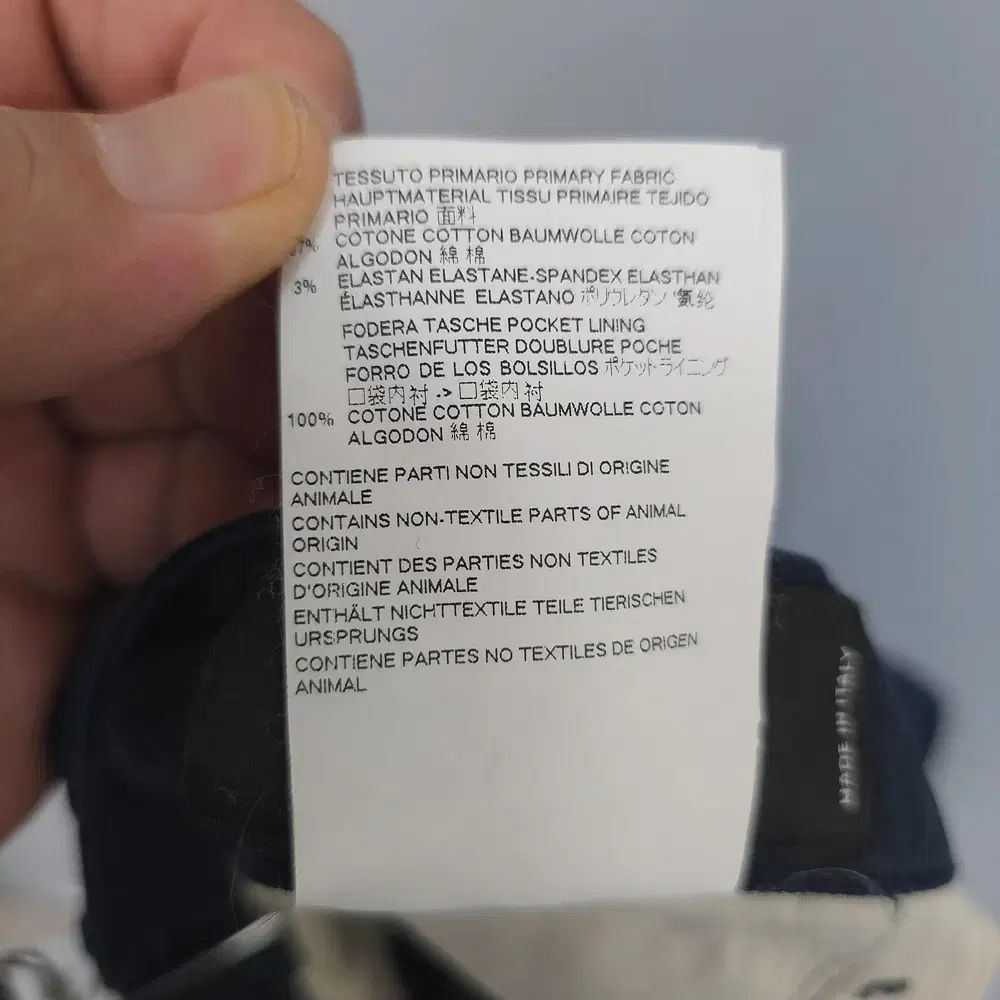 TESSUTO PRIMARIO PRIMARY FABRIC
HAUPTMATERIAL TISSU PRIMAIRE TEJIDO
PRIMARIO 面料
7% COTONE COTTON BAUMWOLLE COTON
ALGODON 綿 棉
3% ELASTAN ELASTANE-SPANDEX ELASTHAN
ÉLASTHANNE ELASTANO ポリウレタン 氨纶
FODERA TASCHE POCKET LINING
TASCHENFUTTER DOUBLURE POCHE
FORRO DE LOS BOLSILLOS ポケットライニング
口袋内衬 -> 口袋内衬
100% COTONE COTTON BAUMWOLLE COTON
ALGODON 綿 棉
CONTIENE PARTI NON TESSILI DI ORIGINE
ANIMALE
CONTAINS NON-TEXTILE PARTS OF ANIMAL
ORIGIN
CONTIENT DES PARTIES NON TEXTILES
D'ORIGINE ANIMALE
ENTHÄLT NICHTTEXTILE TEILE TIERISCHEN
URSPRUNGS
CONTIENE PARTES NO TEXTILES DE ORIGEN
ANIMAL
MADE IN ITALY